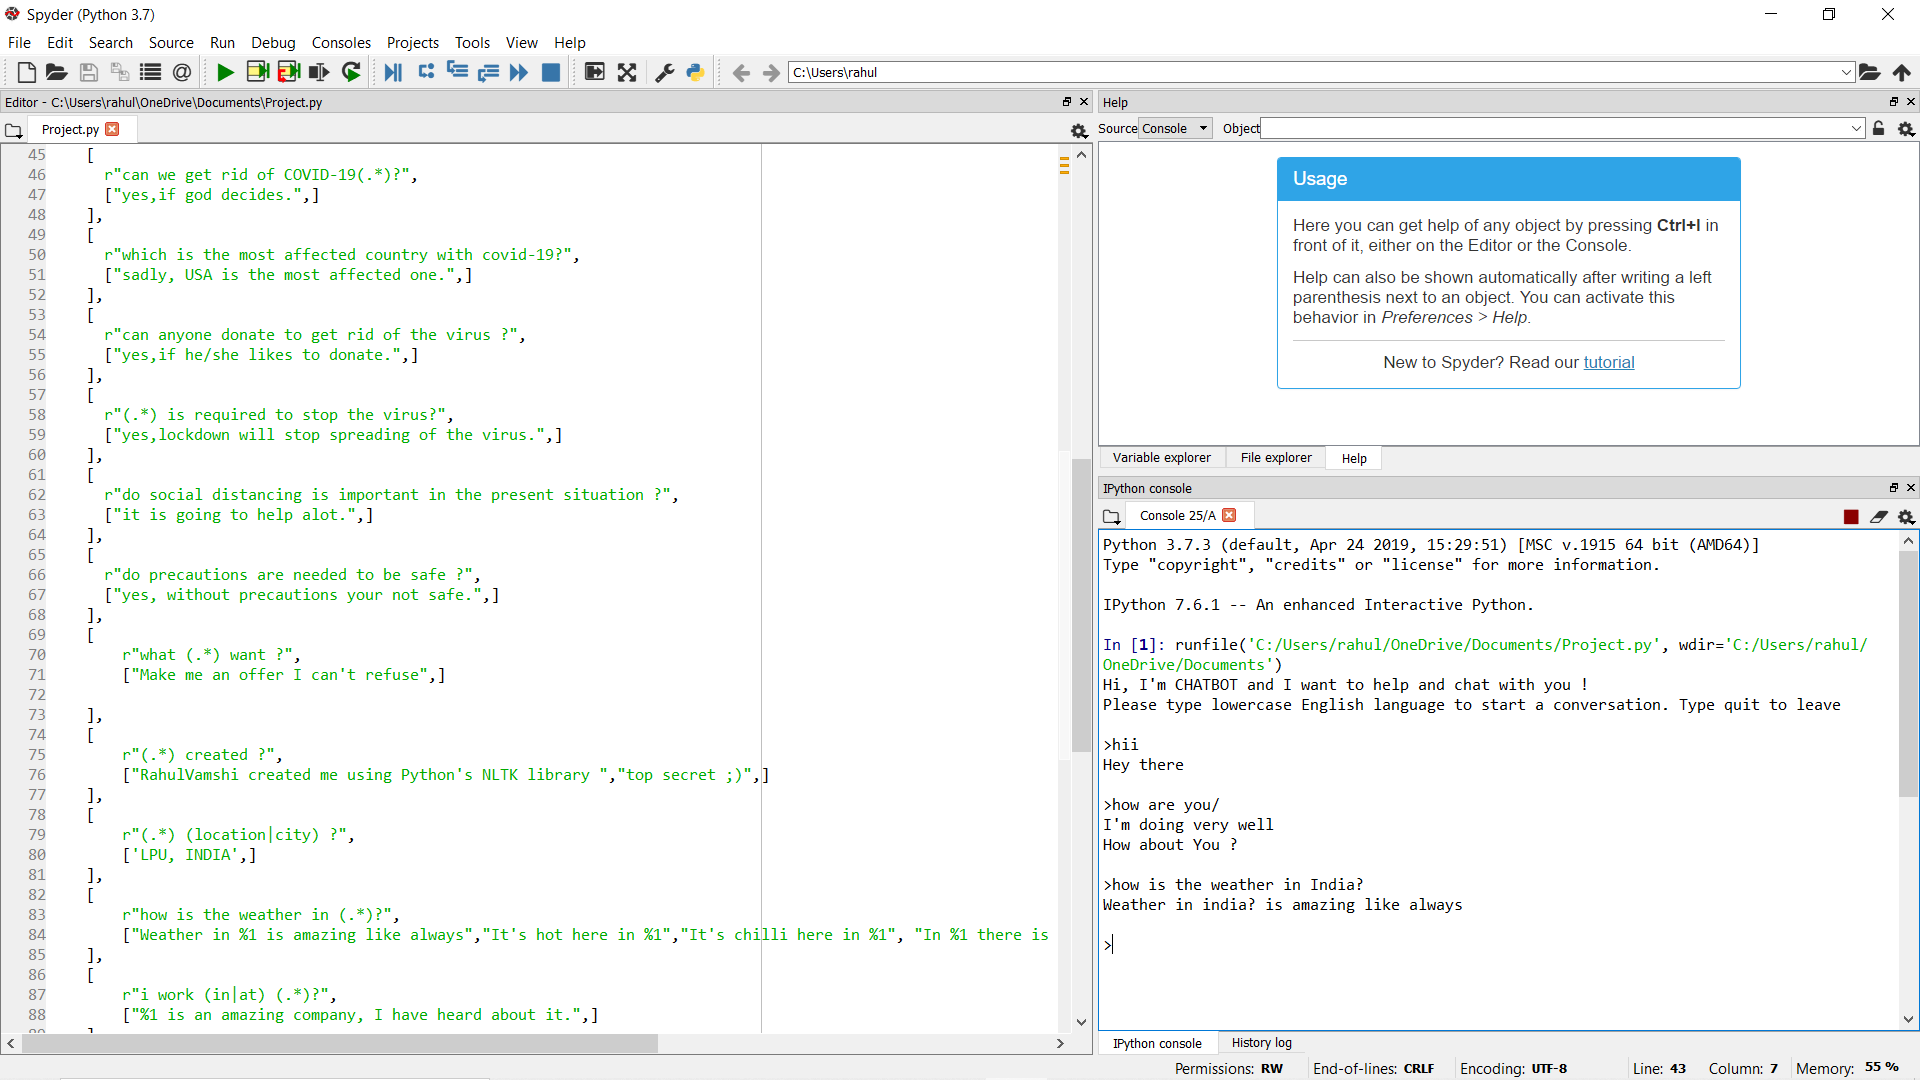 Spyder (Python 3.7)
File Edit Search Source Run Debug Consoles Projects Tools View Help
C:\Users\rahul
Editor - C:\Users\rahul\OneDrive\Documents\Project.py
Project.py
45 [
46 r"can we get rid of COVID-19(.*)?",
47 ["yes,if god decides.",]
48 ],
49 [
50 r"which is the most affected country with covid-19?",
51 ["sadly, USA is the most affected one.",]
52 ],
53 [
54 r"can anyone donate to get rid of the virus ?",
55 ["yes,if he/she likes to donate.",]
56 ],
57 [
58 r"(.*) is required to stop the virus?",
59 ["yes,lockdown will stop spreading of the virus.",]
60 ],
61 [
62 r"do social distancing is important in the present situation ?",
63 ["it is going to help alot.",]
64 ],
65 [
66 r"do precautions are needed to be safe ?",
67 ["yes, without precautions your not safe.",]
68 ],
69 [
70 r"what (.*) want ?",
71 ["Make me an offer I can't refuse",]
72
73 ],
74 [
75 r"(.*) created ?",
76 ["RahulVamshi created me using Python's NLTK library ","top secret ;)",]
77 ],
78 [
79 r"(.*) (location|city) ?",
80 ['LPU, INDIA',]
81 ],
82 [
83 r"how is the weather in (.*)?",
84 ["Weather in %1 is amazing like always","It's hot here in %1","It's chilli here in %1", "In %1 there is
85 ],
86 [
87 r"i work (in|at) (.*)?",
88 ["%1 is an amazing company, I have heard about it.",]
Help
Source Console Object
Usage
Here you can get help of any object by pressing Ctrl+I in
front of it, either on the Editor or the Console.
Help can also be shown automatically after writing a left
parenthesis next to an object. You can activate this
behavior in Preferences > Help.
New to Spyder? Read our tutorial
Variable explorer File explorer Help
IPython console
Console 25/A
Python 3.7.3 (default, Apr 24 2019, 15:29:51) [MSC v.1915 64 bit (AMD64)]
Type "copyright", "credits" or "license" for more information.
IPython 7.6.1 -- An enhanced Interactive Python.
In [1]: runfile('C:/Users/rahul/OneDrive/Documents/Project.py', wdir='C:/Users/rahul/
OneDrive/Documents')
Hi, I'm CHATBOT and I want to help and chat with you !
Please type lowercase English language to start a conversation. Type quit to leave
>hii
Hey there
>how are you/
I'm doing very well
How about You ?
>how is the weather in India?
Weather in india? is amazing like always
>
IPython console History log
Permissions: RW End-of-lines: CRLF Encoding: UTF-8 Line: 43 Column: 7 Memory: 55 %